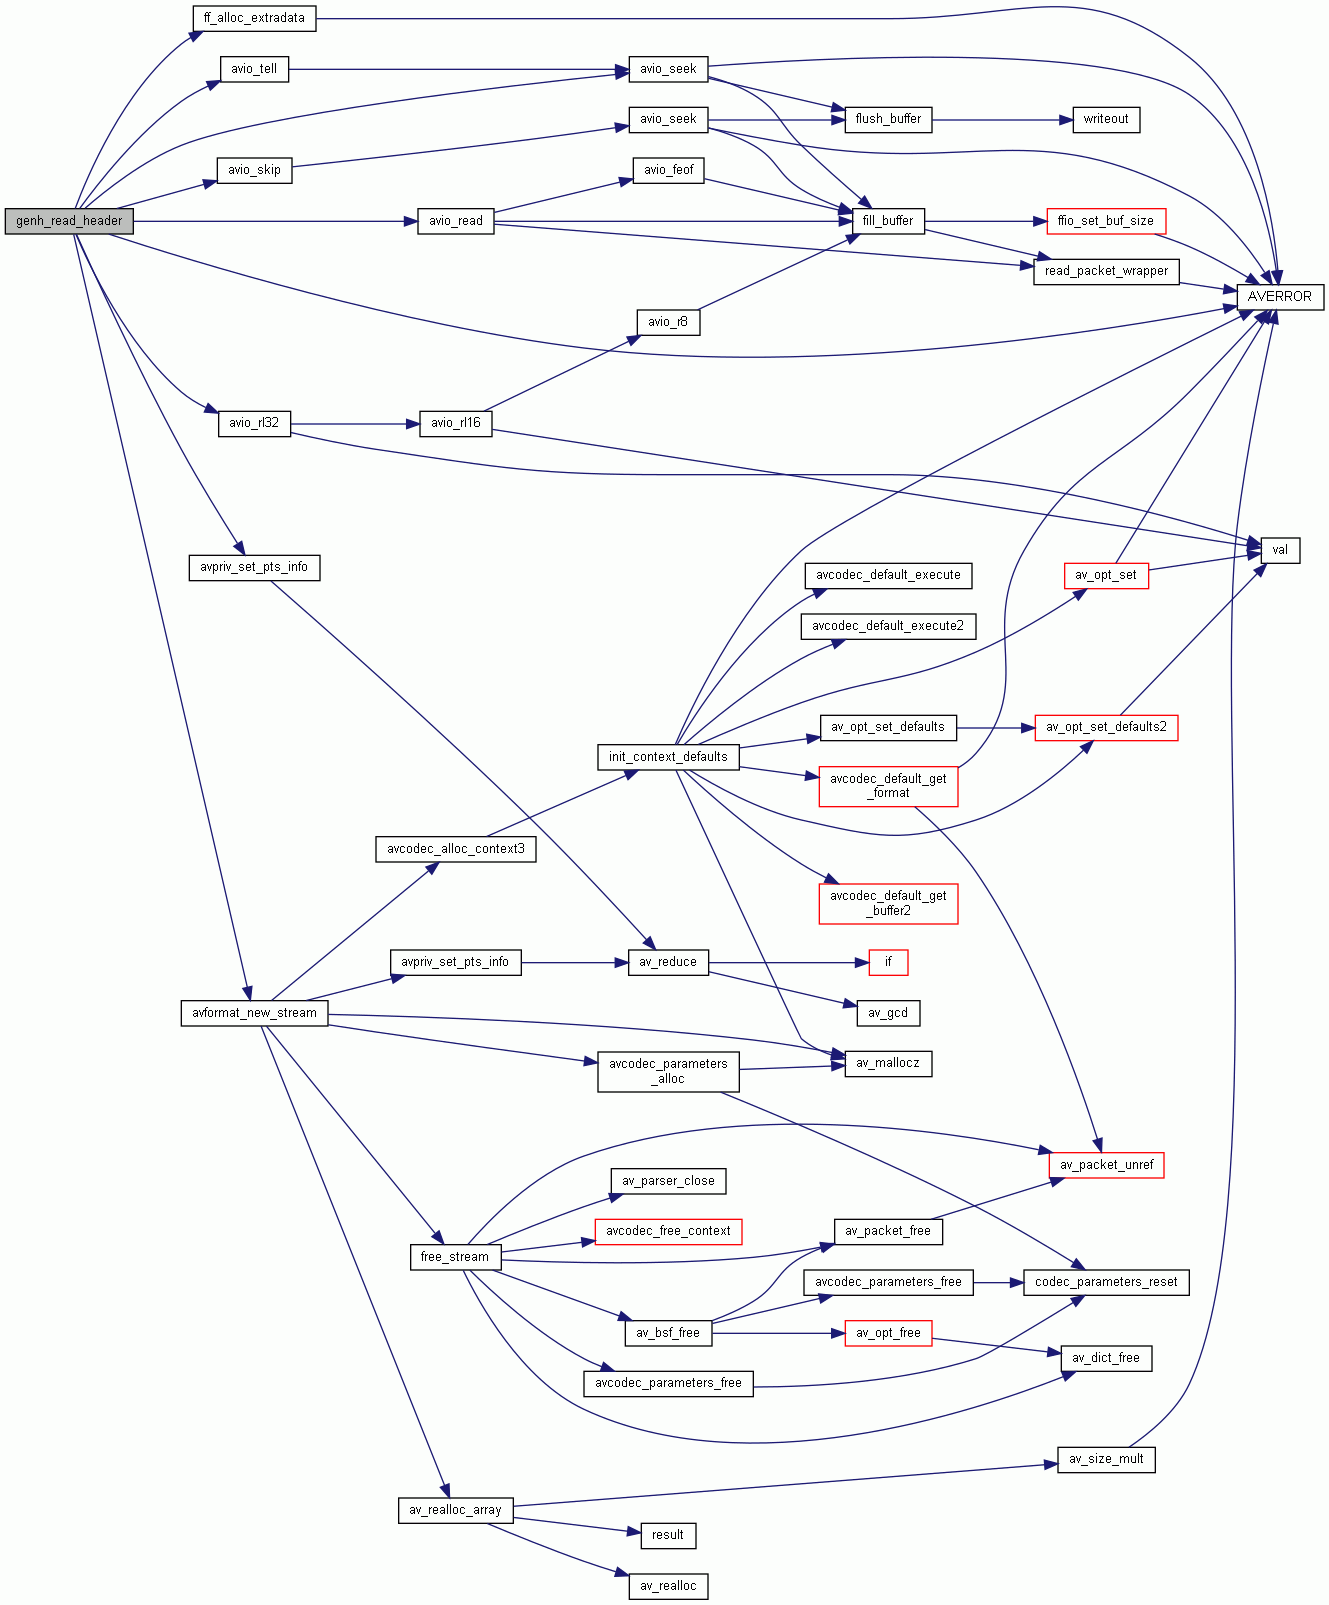 ff_alloc_extradata
avio_tell
avio_seek
avio_seek
flush_buffer
writeout
avio_skip
avio_feof
genh_read_header
avio_read
fill_buffer
ffio_set_buf_size
read_packet_wrapper
AVERROR
avio_r8
avio_rl32
avio_rl16
val
avpriv_set_pts_info
avcodec_default_execute
av_opt_set
avcodec_default_execute2
av_opt_set_defaults
av_opt_set_defaults2
init_context_defaults
avcodec_default_get
_format
avcodec_alloc_context3
avcodec_default_get
_buffer2
avpriv_set_pts_info
av_reduce
if
avformat_new_stream
av_gcd
avcodec_parameters
_alloc
av_mallocz
av_packet_unref
av_parser_close
avcodec_free_context
av_packet_free
free_stream
avcodec_parameters_free
codec_parameters_reset
av_bsf_free
av_opt_free
av_dict_free
avcodec_parameters_free
av_size_mult
av_realloc_array
result
av_realloc